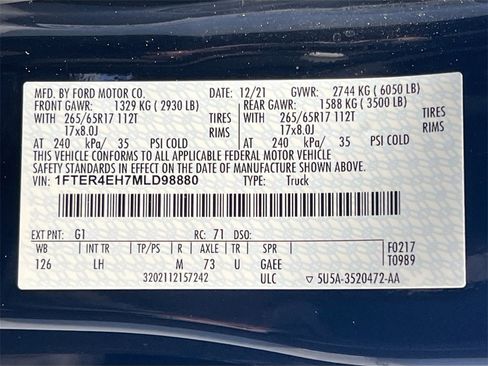 MFD. BY FORD MOTOR CO. 12/21 GVWR: 2744 KG (6050 LB)
FRONT GAWR: 1329 KG (2930 LB) REAR GAWR: 1588 KG (3500 LB)
WITH 265/65R17 112T TIRES WITH 265/65R17 112T TIRES
17x8.0J RIMS 17x8.0J RIMS
AT 240 kPa/ 35 PSI COLD AT 240 kPa/ 35 PSI COLD
THIS VEHICLE CONFORMS TO ALL APPLICABLE FEDERAL MOTOR VEHICLE
SAFETY STANDARDS IN EFFECT ON THE DATE OF MANUFACTURE SHOWN ABOVE.
VIN: 1FTER4EH7MLD98880 TYPE: Truck
EXT PNT: G1 RC: 71 DSO: F0217
WB INT TR TP/PS R AXLE TR SPR T0989
126 LH M 73 U GAEE
3202112157242 ULC 5U5A-3520472-AA